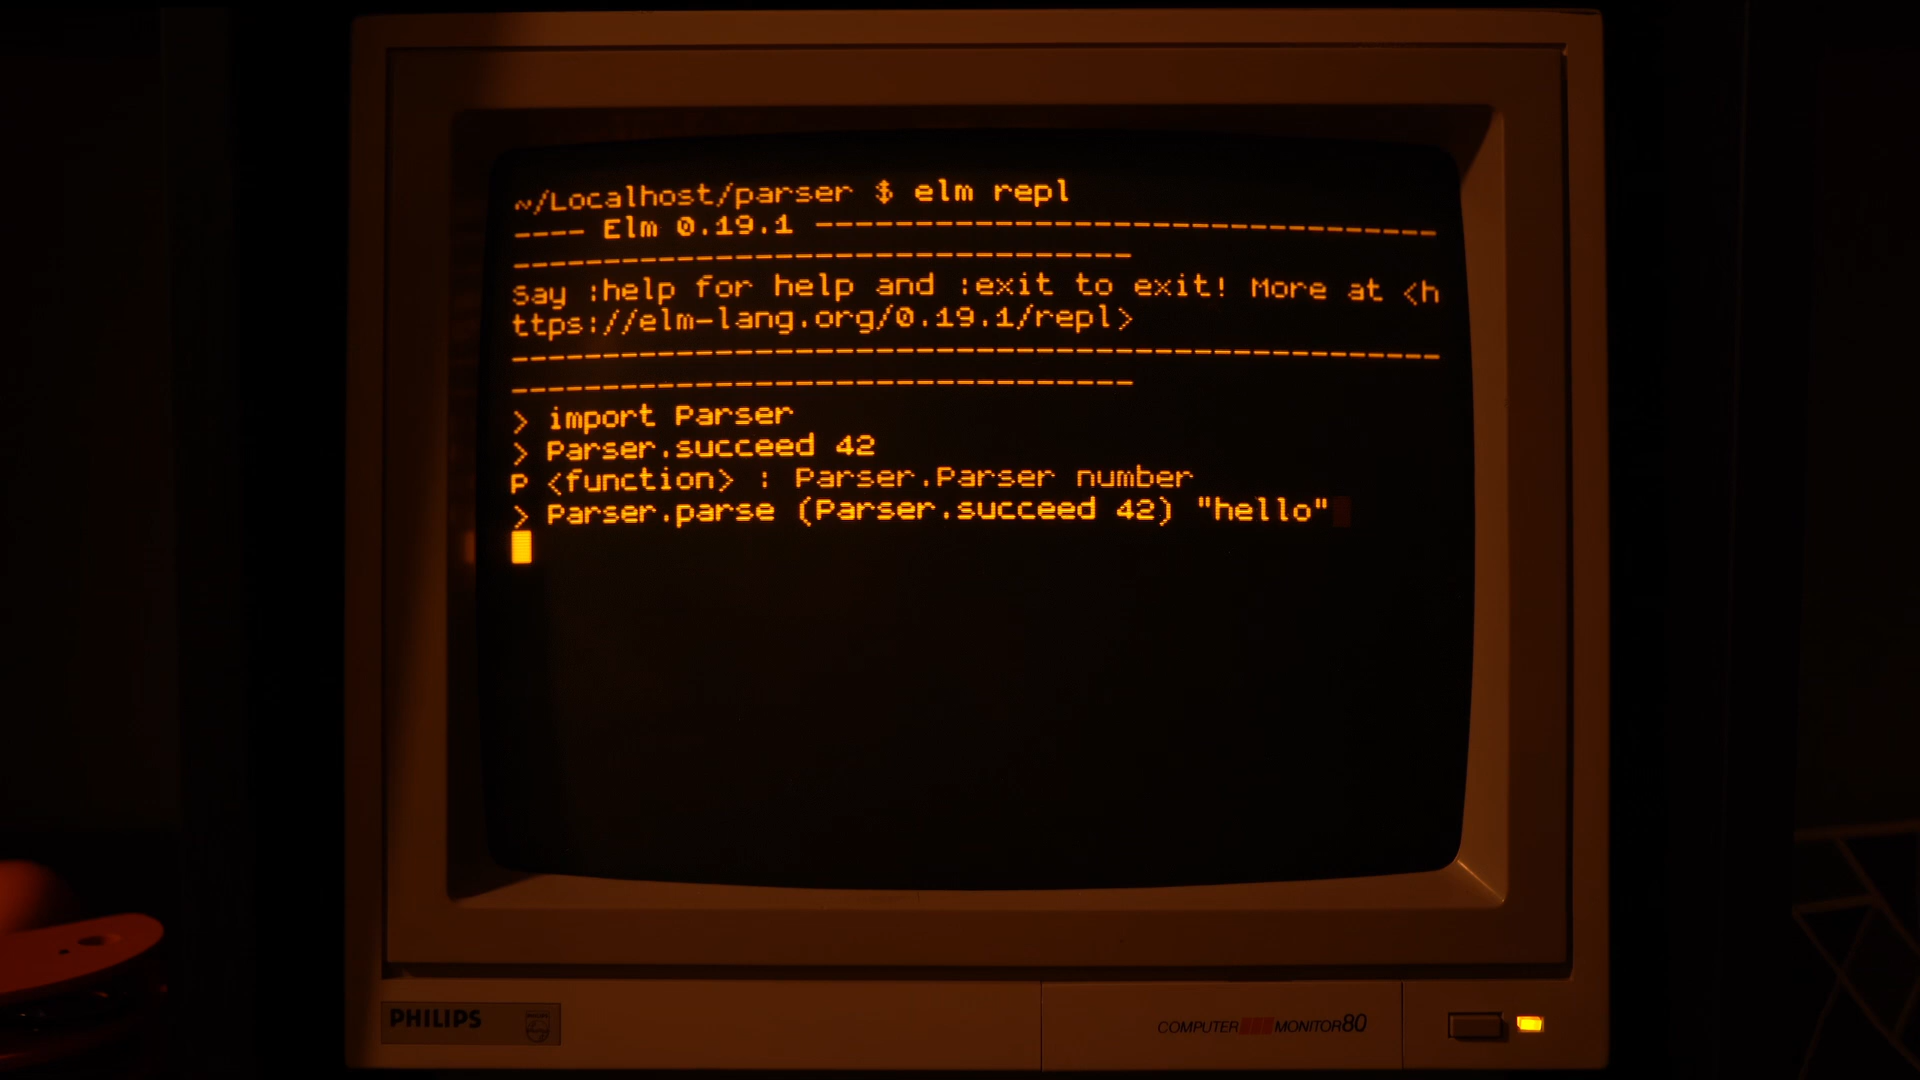 ~/Localhost/parser $ elm repl
---- Elm 0.19.1 ----------------------------------
----------------------------------
Say :help for help and :exit to exit! More at <h
ttps://elm-lang.org/0.19.1/repl>
---------------------------------------------------
----------------------------------
> import Parser
> Parser.succeed 42
P <function> : Parser.Parser number
> Parser.parse (Parser.succeed 42) "hello"
PHILIPS
COMPUTER MONITOR80